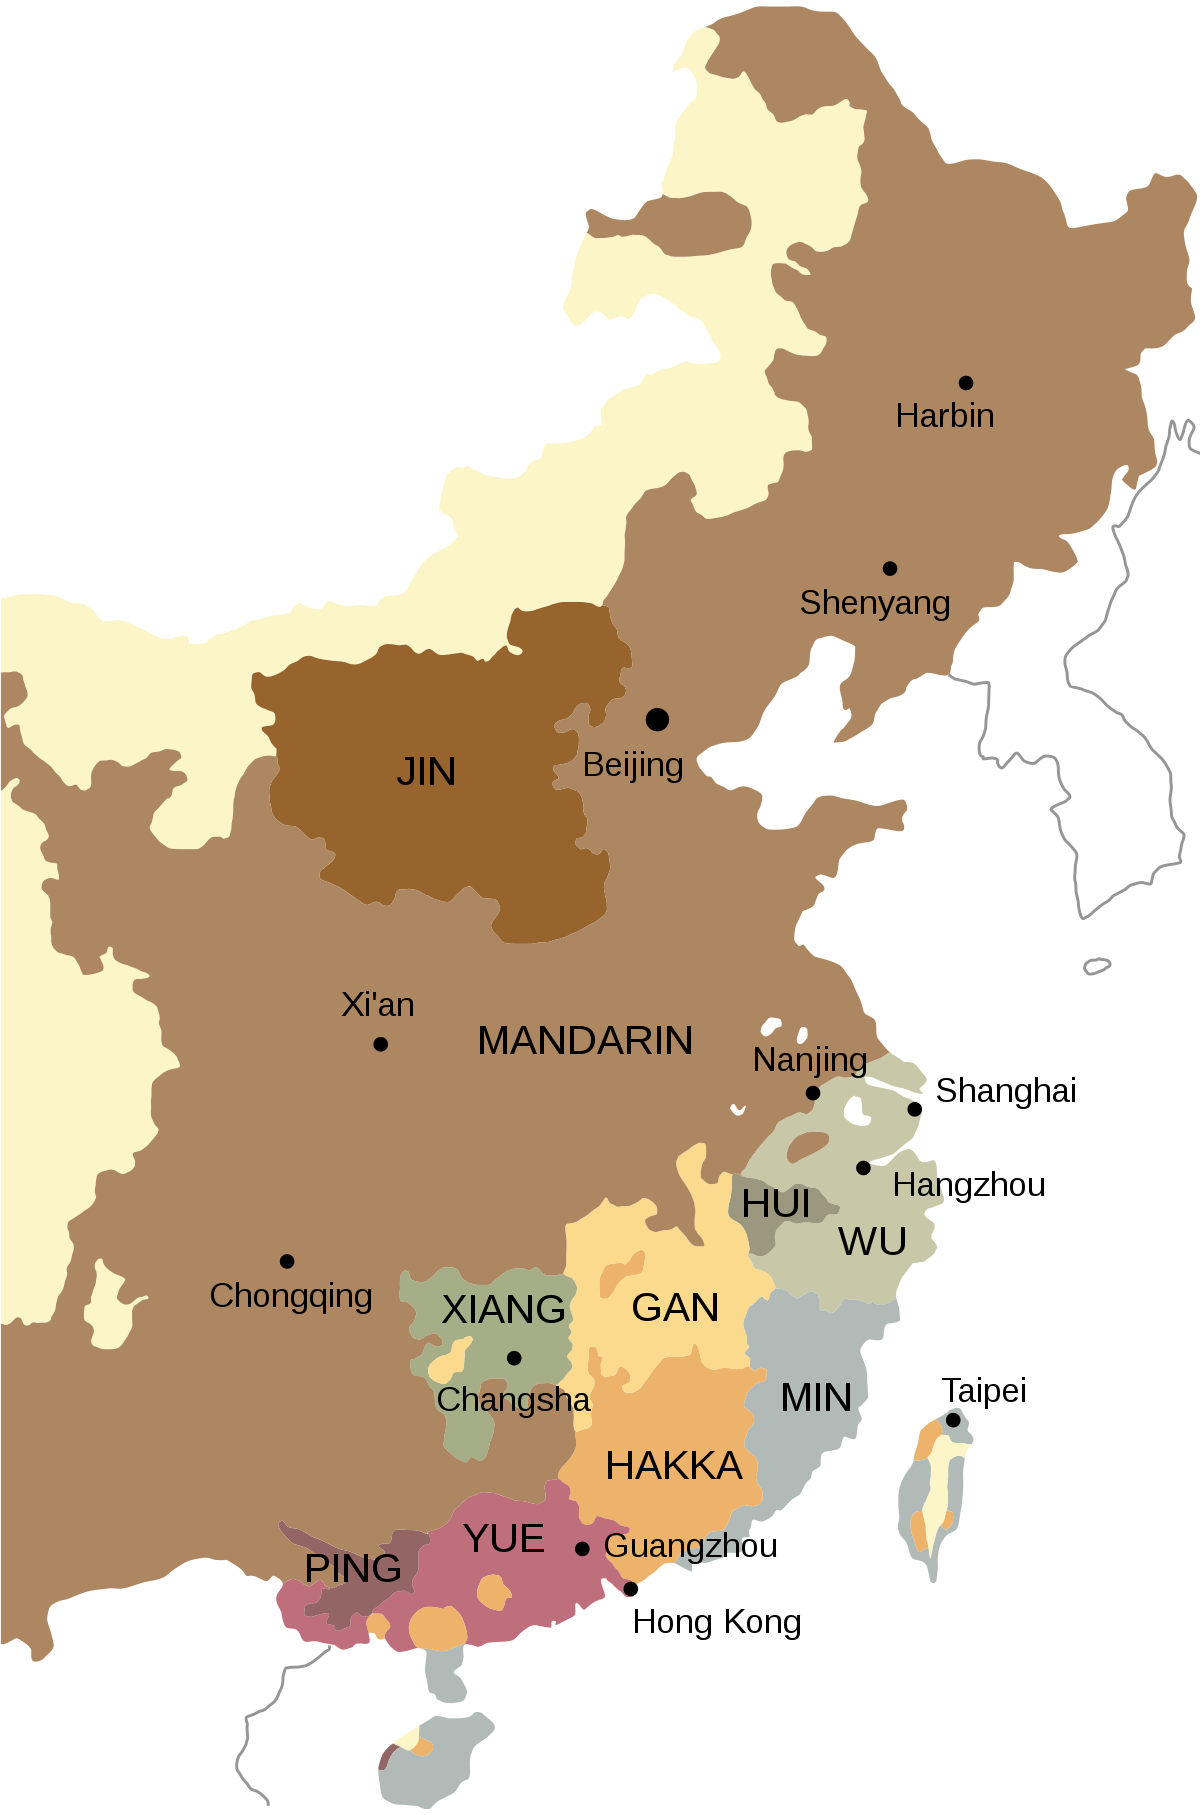 Harbin
Shenyang
Beijing
JIN
Xi'an
MANDARIN
Nanjing
Shanghai
Hangzhou
HUI
WU
Chongqing
XIANG
GAN
Changsha
MIN
Taipei
HAKKA
YUE
Guangzhou
PING
Hong Kong